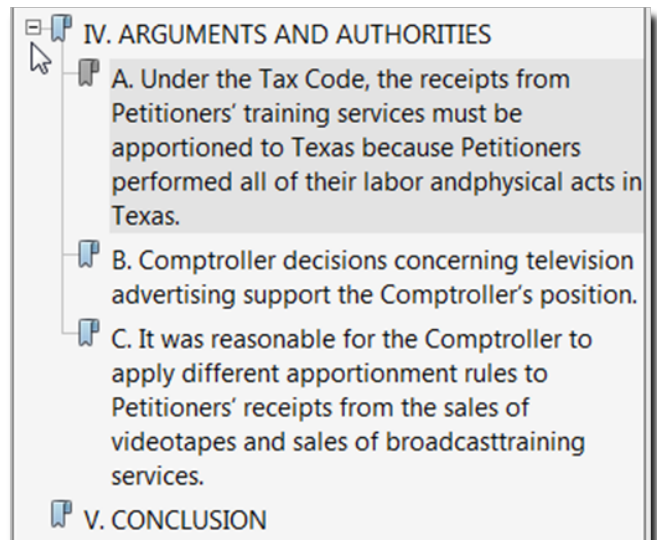 IV. ARGUMENTS AND AUTHORITIES
A. Under the Tax Code, the receipts from
Petitioners' training services must be
apportioned to Texas because Petitioners
performed all of their labor andphysical acts in
Texas.
B. Comptroller decisions concerning television
advertising support the Comptroller's position.
C. It was reasonable for the Comptroller to
apply different apportionment rules to
Petitioners' receipts from the sales of
videotapes and sales of broadcasttraining
services.
V. CONCLUSION